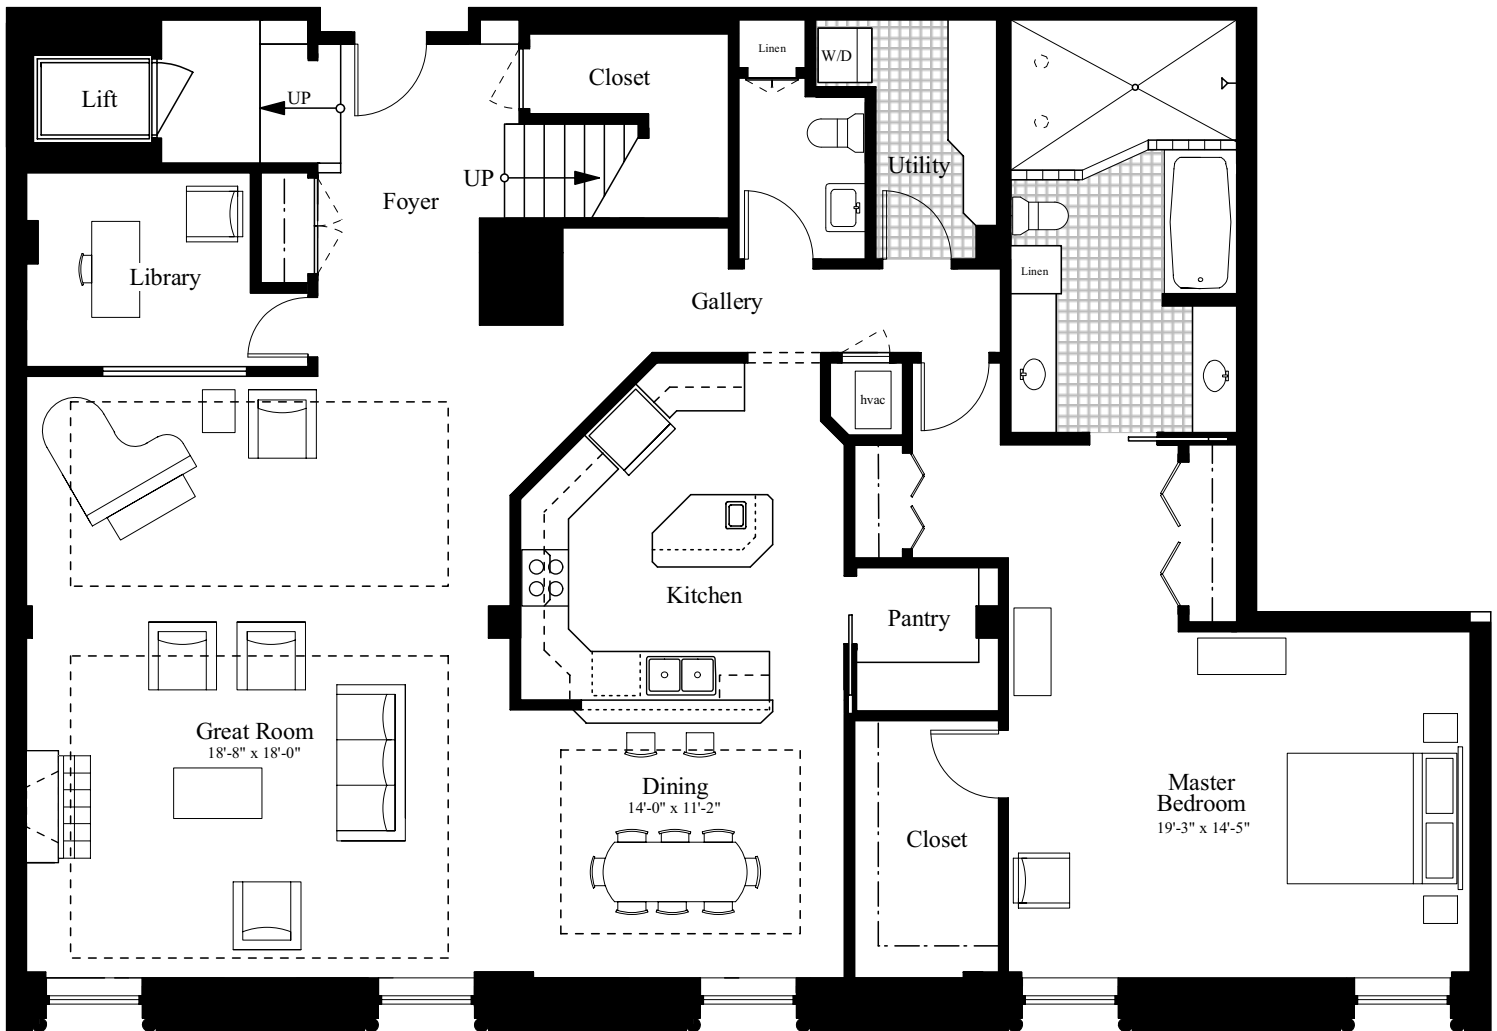 Linen
W/D
Closet
Lift
UP
Utility
UP
Foyer
Library
Linen
Gallery
hvac
Kitchen
Pantry
Great Room
18'-8" x 18'-0"
Dining
14'-0" x 11'-2"
Master
Bedroom
19'-3" x 14'-5"
Closet